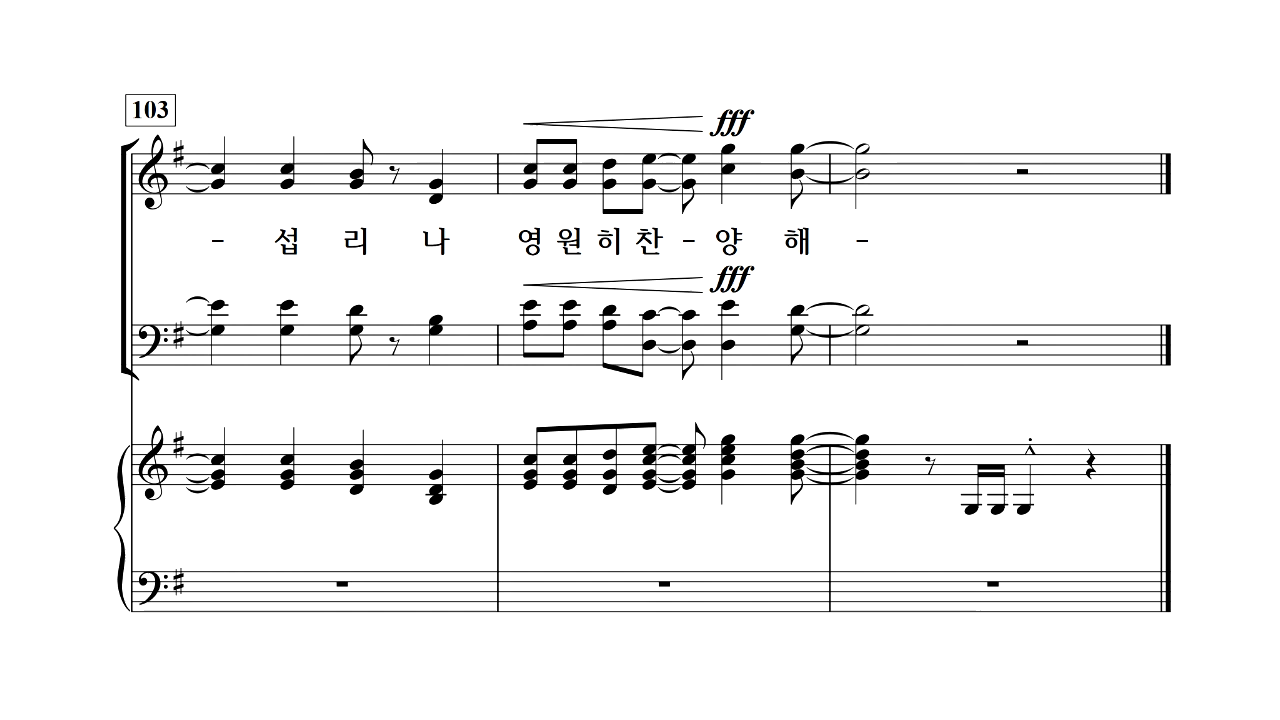 103
fff
- 섭 리 나 영 원 히 찬 - 양 해 -
fff